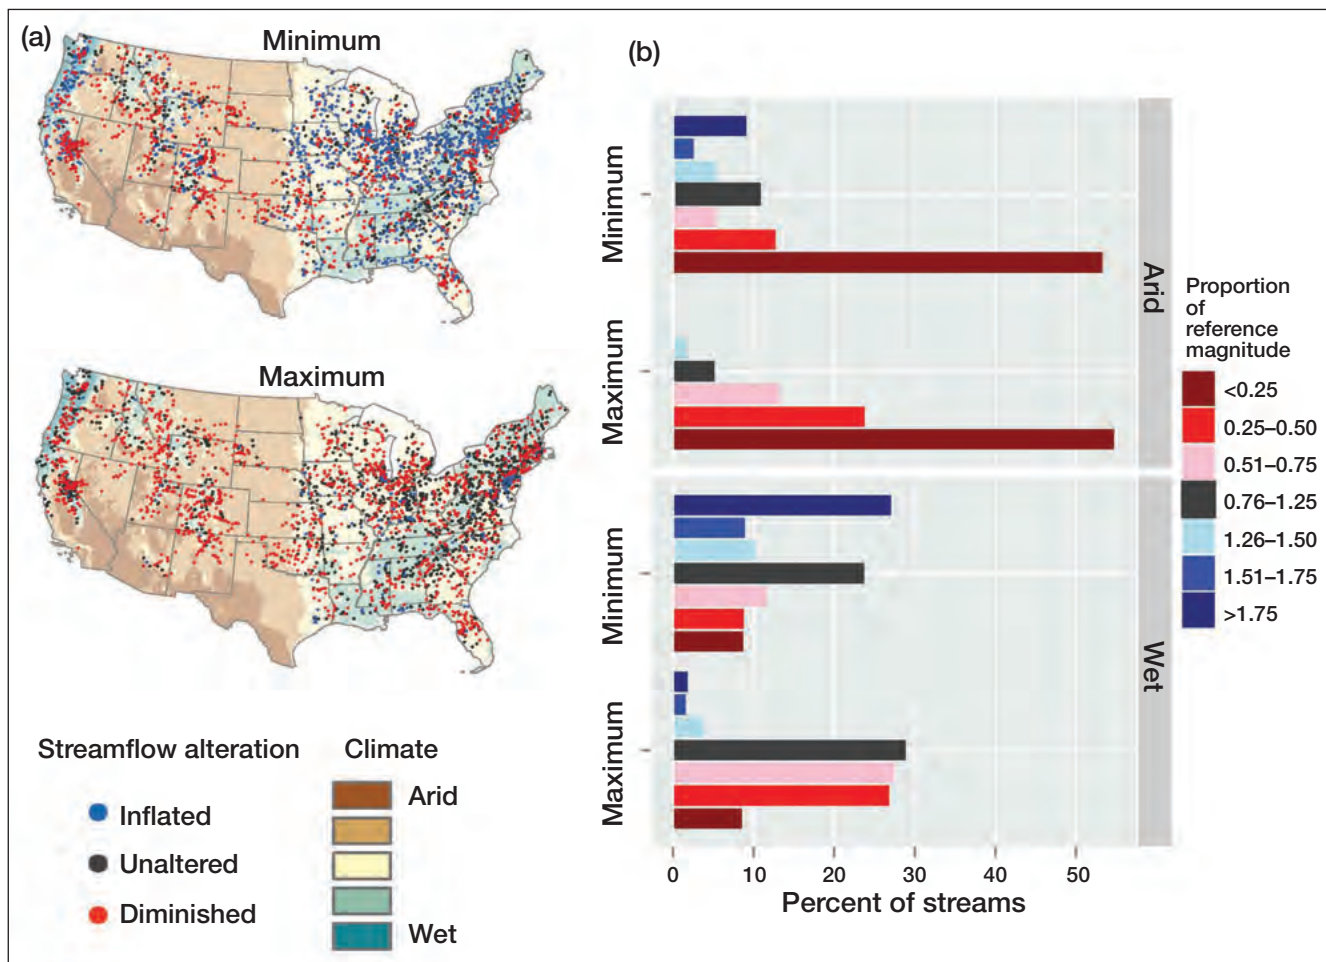 (a)
Minimum
Maximum
Streamflow alteration
Inflated
Unaltered
Diminished
Climate
Arid
Wet
(b)
Minimum
Maximum
Arid
Minimum
Maximum
Wet
0 10 20 30 40 50
Percent of streams
Proportion
of
reference
magnitude
<0.25
0.25–0.50
0.51–0.75
0.76–1.25
1.26–1.50
1.51–1.75
>1.75